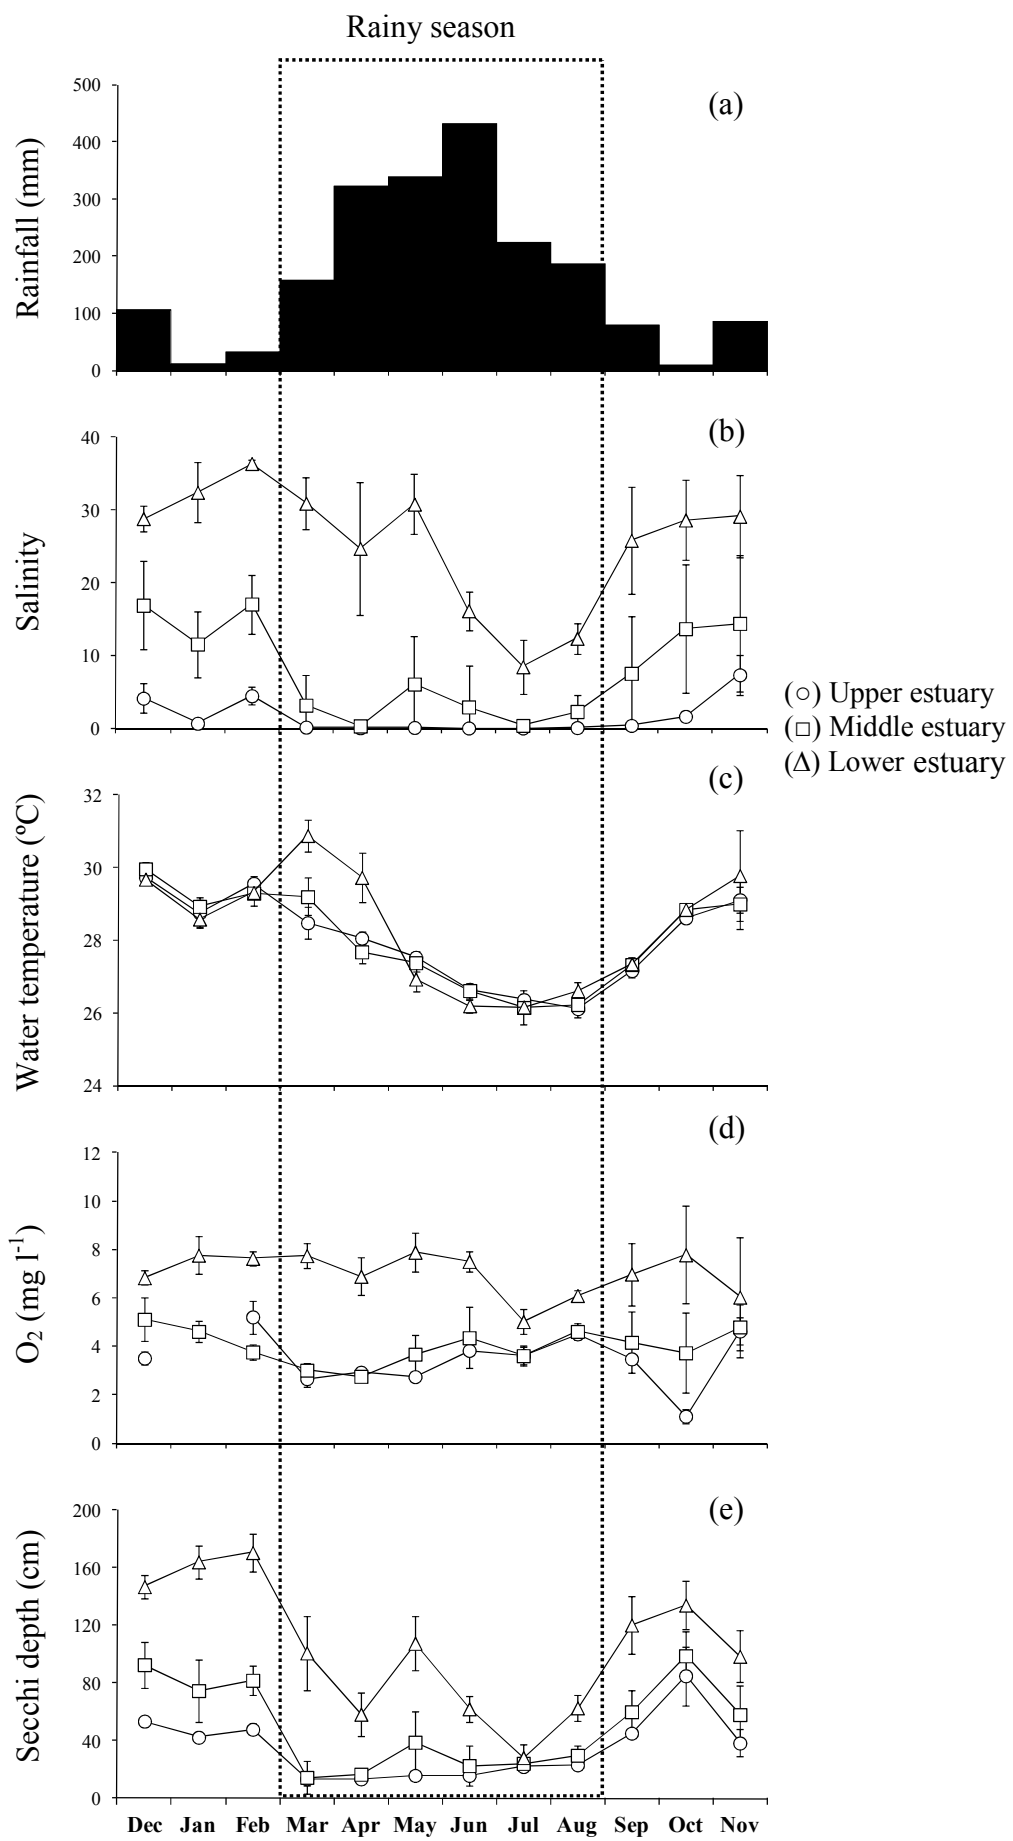 Rainy season
(a)
Rainfall (mm)
500
400
300
200
100
0
(b)
Salinity
40
30
20
10
0
(○) Upper estuary
(□) Middle estuary
(Δ) Lower estuary
(c)
Water temperature (ºC)
32
30
28
26
24
(d)
O₂ (mg l⁻¹)
12
10
8
6
4
2
0
(e)
Secchi depth (cm)
200
160
120
80
40
0
Dec Jan Feb Mar Apr May Jun Jul Aug Sep Oct Nov